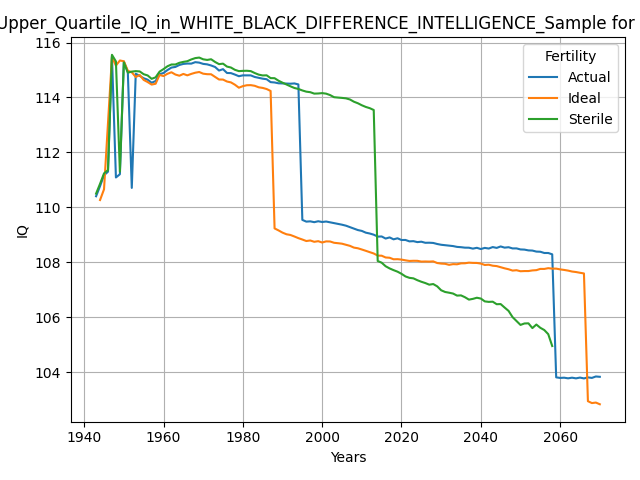 Upper_Quartile_IQ_in_WHITE_BLACK_DIFFERENCE_INTELLIGENCE_Sample for
116
114
112
110
108
106
104
IQ
Fertility
Actual
Ideal
Sterile
1940
1960
1980
2000
2020
2040
2060
Years